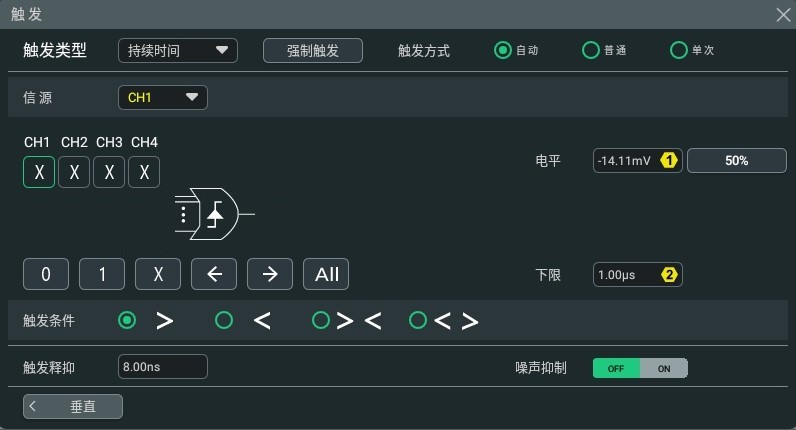 触 发
触发类型 持续时间 强制触发 触发方式 自动 普通 单次
信 源 CH1
CH1 CH2 CH3 CH4
X X X X 电平 -14.11mV 1 50%
0 1 X ← → All 下限 1.00μs 2
触发条件 > < > < < >
触发释抑 8.00ns 噪声抑制 OFF ON
< 垂直